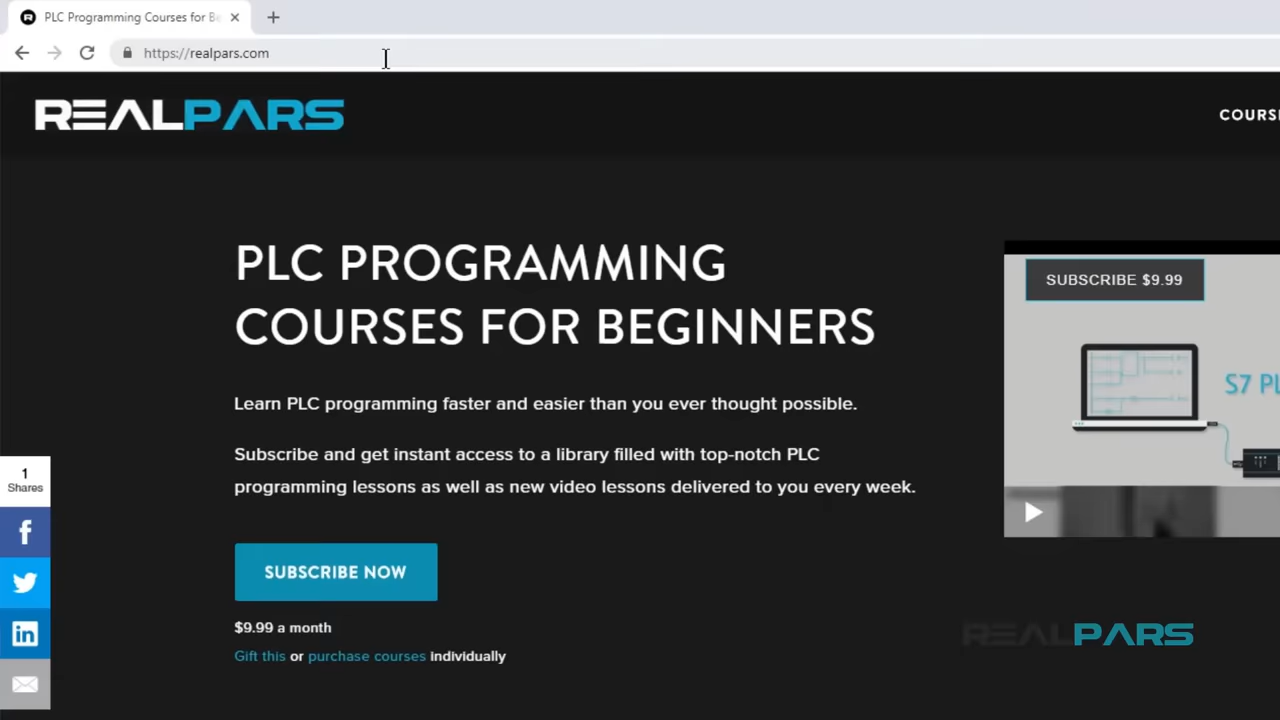 PLC Programming Courses for Be
https://realpars.com
REALPARS
COURSE
PLC PROGRAMMING
COURSES FOR BEGINNERS
SUBSCRIBE $9.99
S7 PL
Learn PLC programming faster and easier than you ever thought possible.
Subscribe and get instant access to a library filled with top-notch PLC
programming lessons as well as new video lessons delivered to you every week.
1
Shares
SUBSCRIBE NOW
$9.99 a month
Gift this or purchase courses individually
REALPARS